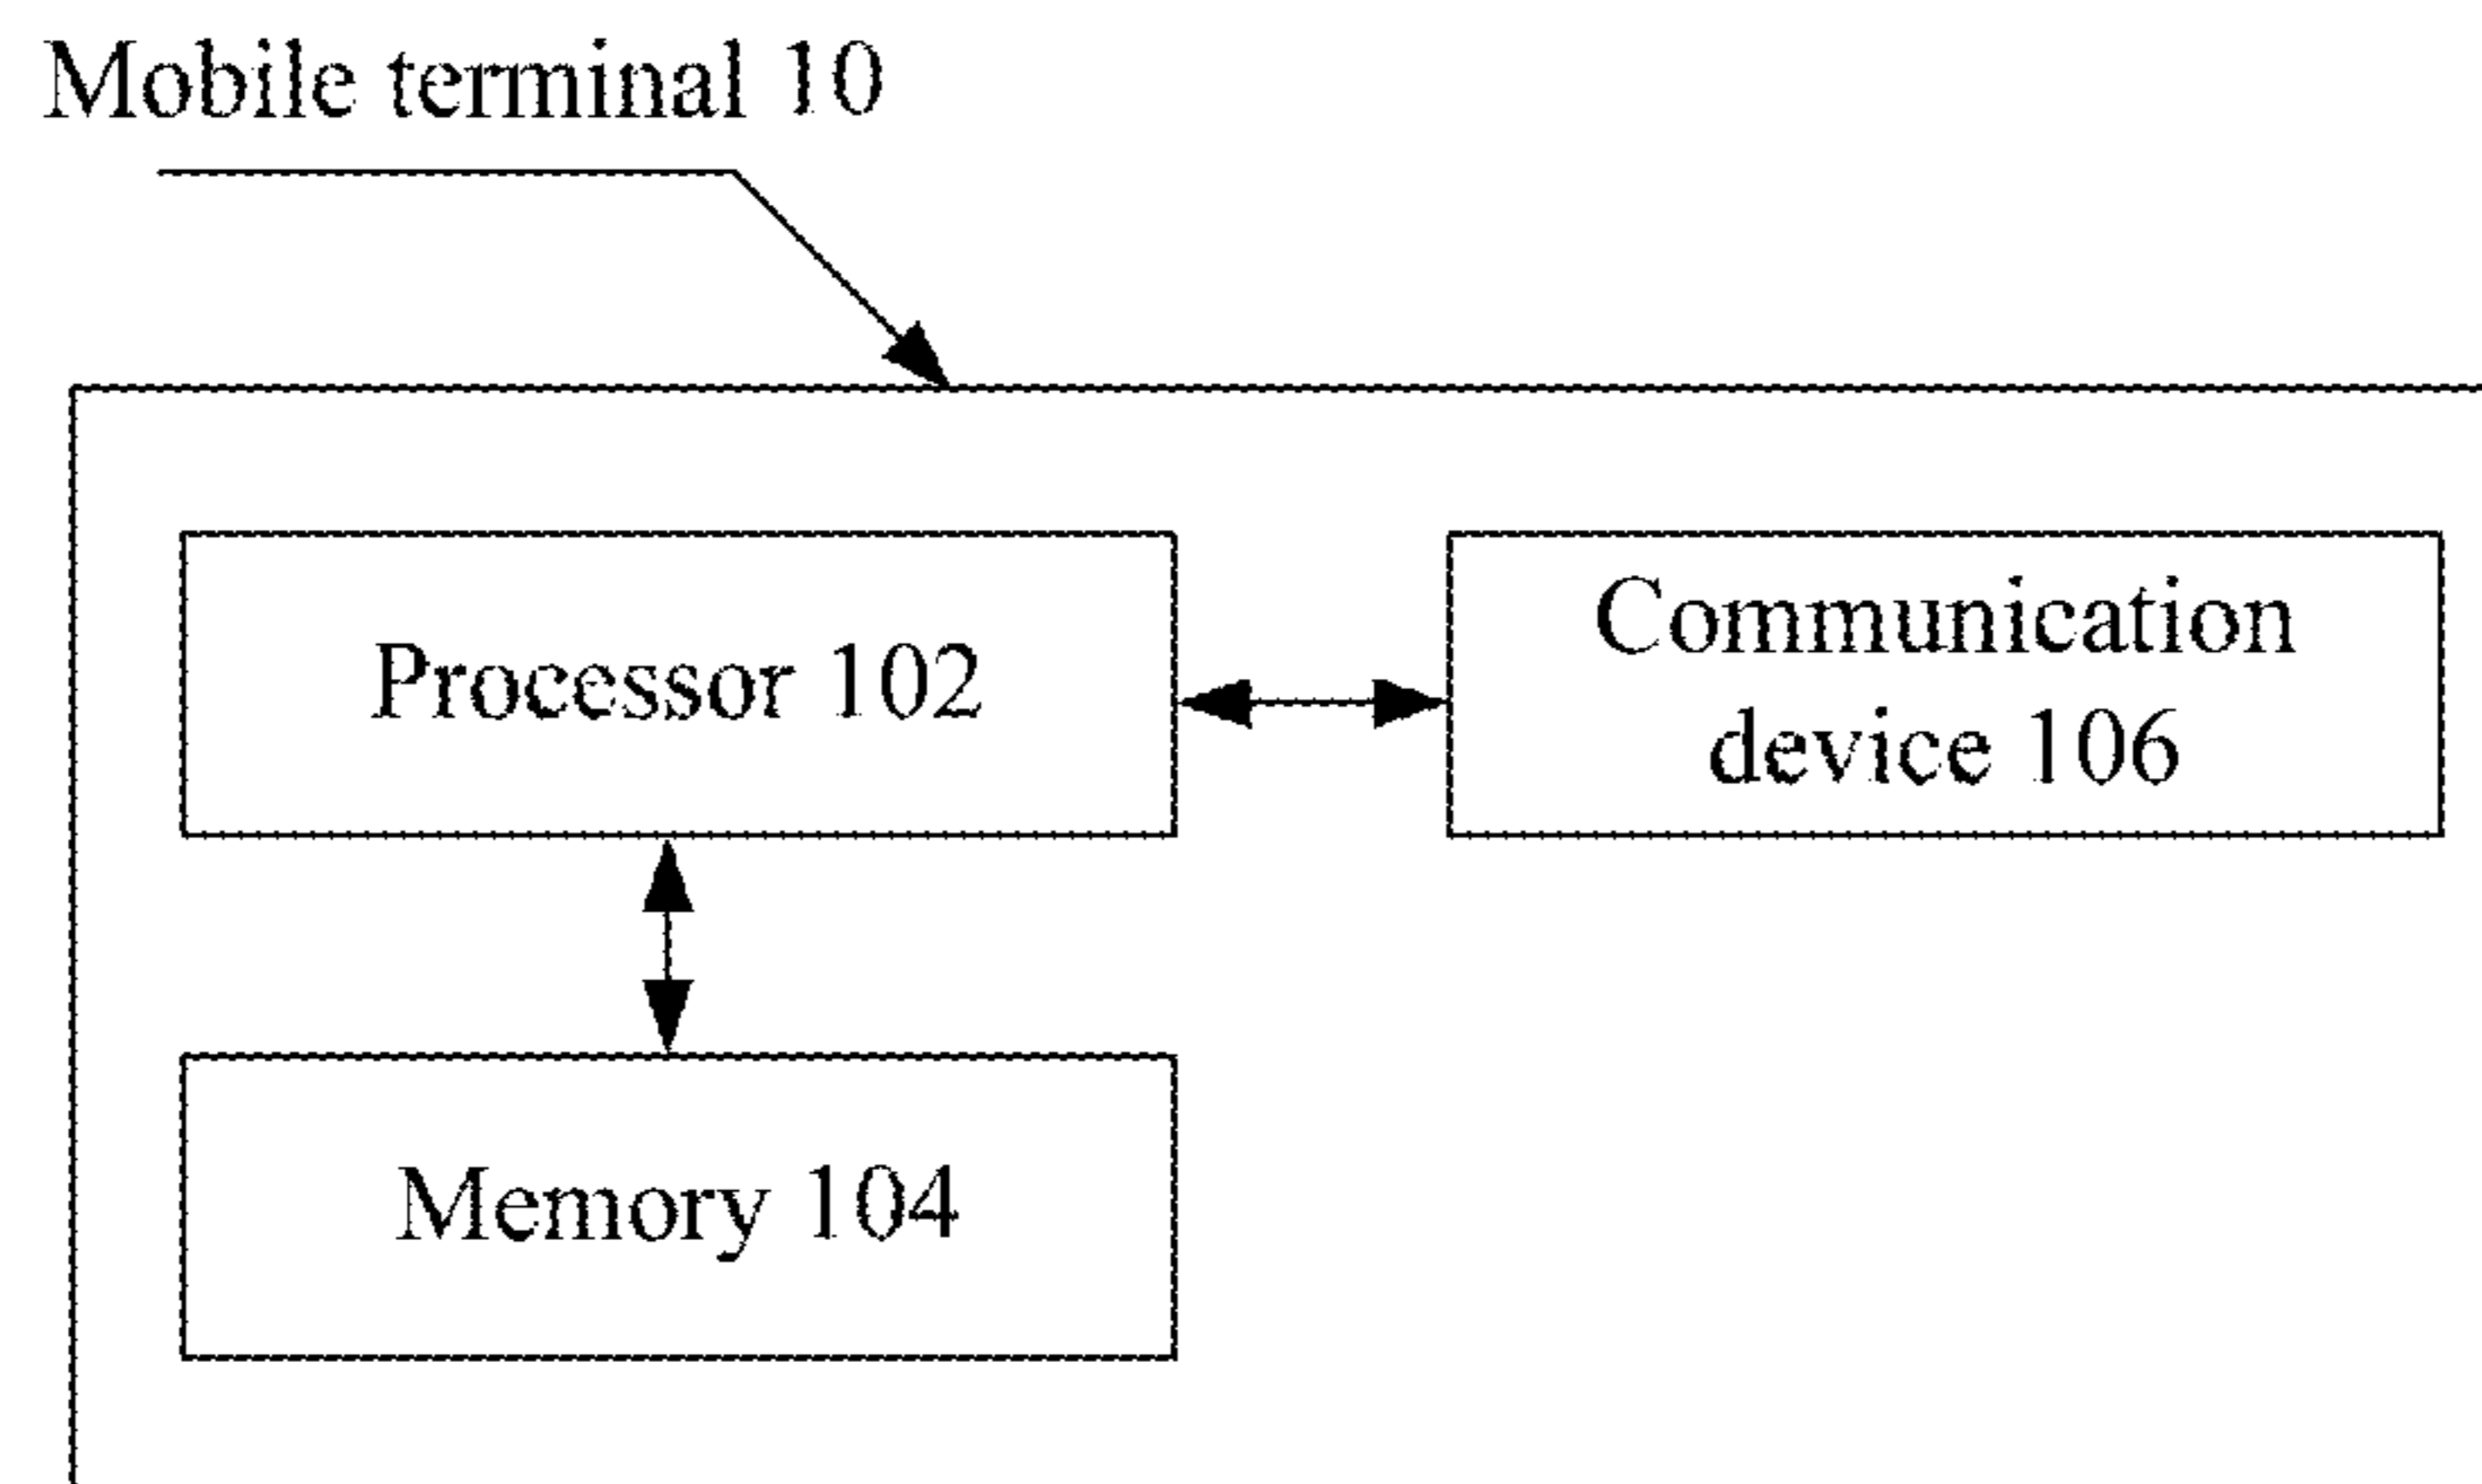 Mobile terminal 10
Processor 102
Communication
device 106
Memory 104